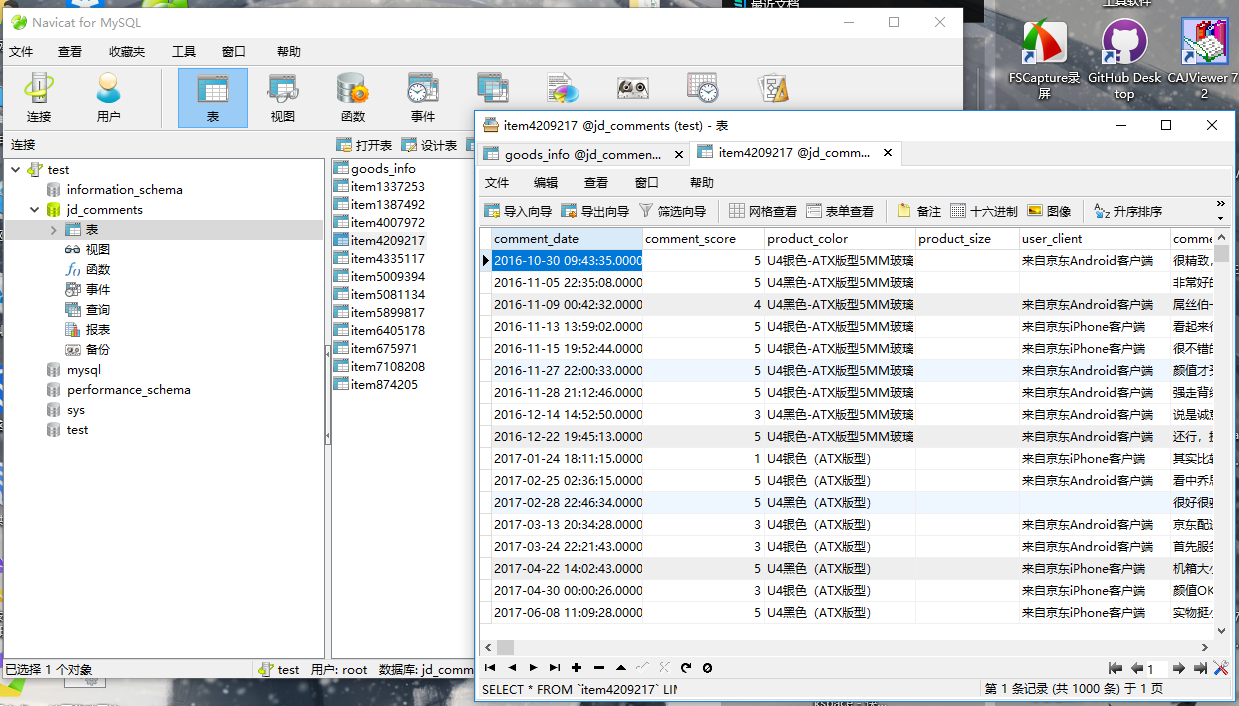 最近文档
工具软件
Navicat for MySQL
文件 查看 收藏夹 工具 窗口 帮助
连接 用户 表 视图 函数 事件
FSCapture录屏
GitHub Desktop
CAJViewer 7 2
连接
打开表 设计表
test
information_schema
jd_comments
表
视图
函数
事件
查询
报表
备份
mysql
performance_schema
sys
test
goods_info
item1337253
item1387492
item4007972
item4209217
item4335117
item5009394
item5081134
item5899817
item6405178
item675971
item7108208
item874205
已选择 1 个对象 test 用户: root 数据库: jd_comm
item4209217 @jd_comments (test) - 表
goods_info @jd_commen... item4209217 @jd_comm...
文件 编辑 查看 窗口 帮助
导入向导 导出向导 筛选向导 网格查看 表单查看 备注 十六进制 图像 升序排序
comment_date comment_score product_color product_size user_client comme
2016-10-30 09:43:35.0000 5 U4银色-ATX版型5MM玻璃 来自京东Android客户端 很精致,
2016-11-05 22:35:08.0000 5 U4黑色-ATX版型5MM玻璃 非常好的
2016-11-09 00:42:32.0000 4 U4黑色-ATX版型5MM玻璃 来自京东Android客户端 屌丝伯
2016-11-13 13:59:02.0000 5 U4银色-ATX版型5MM玻璃 来自京东iPhone客户端 看起来很
2016-11-15 19:52:44.0000 5 U4银色-ATX版型5MM玻璃 来自京东iPhone客户端 很不错的
2016-11-27 22:00:33.0000 5 U4银色-ATX版型5MM玻璃 来自京东Android客户端 颜值才
2016-11-28 21:12:46.0000 5 U4银色-ATX版型5MM玻璃 来自京东Android客户端 强走背
2016-12-14 14:52:50.0000 3 U4黑色-ATX版型5MM玻璃 来自京东Android客户端 说是诚
2016-12-22 19:45:13.0000 5 U4银色-ATX版型5MM玻璃 来自京东Android客户端 还行，
2017-01-24 18:11:15.0000 1 U4银色（ATX版型） 来自京东iPhone客户端 其实比
2017-02-25 02:36:15.0000 5 U4银色（ATX版型） 来自京东Android客户端 看中乔
2017-02-28 22:46:34.0000 5 U4黑色（ATX版型） 很好很
2017-03-13 20:34:28.0000 3 U4银色（ATX版型） 来自京东Android客户端 京东配
2017-03-24 22:21:43.0000 3 U4银色（ATX版型） 来自京东Android客户端 首先服
2017-04-22 14:02:43.0000 5 U4黑色（ATX版型） 来自京东iPhone客户端 机箱大
2017-04-30 00:00:26.0000 3 U4银色（ATX版型） 来自京东iPhone客户端 颜值OK
2017-06-08 11:09:28.0000 5 U4黑色（ATX版型） 来自京东iPhone客户端 实物挺
1
SELECT * FROM `item4209217` LIM 第 1 条记录 (共 1000 条) 于 1 页